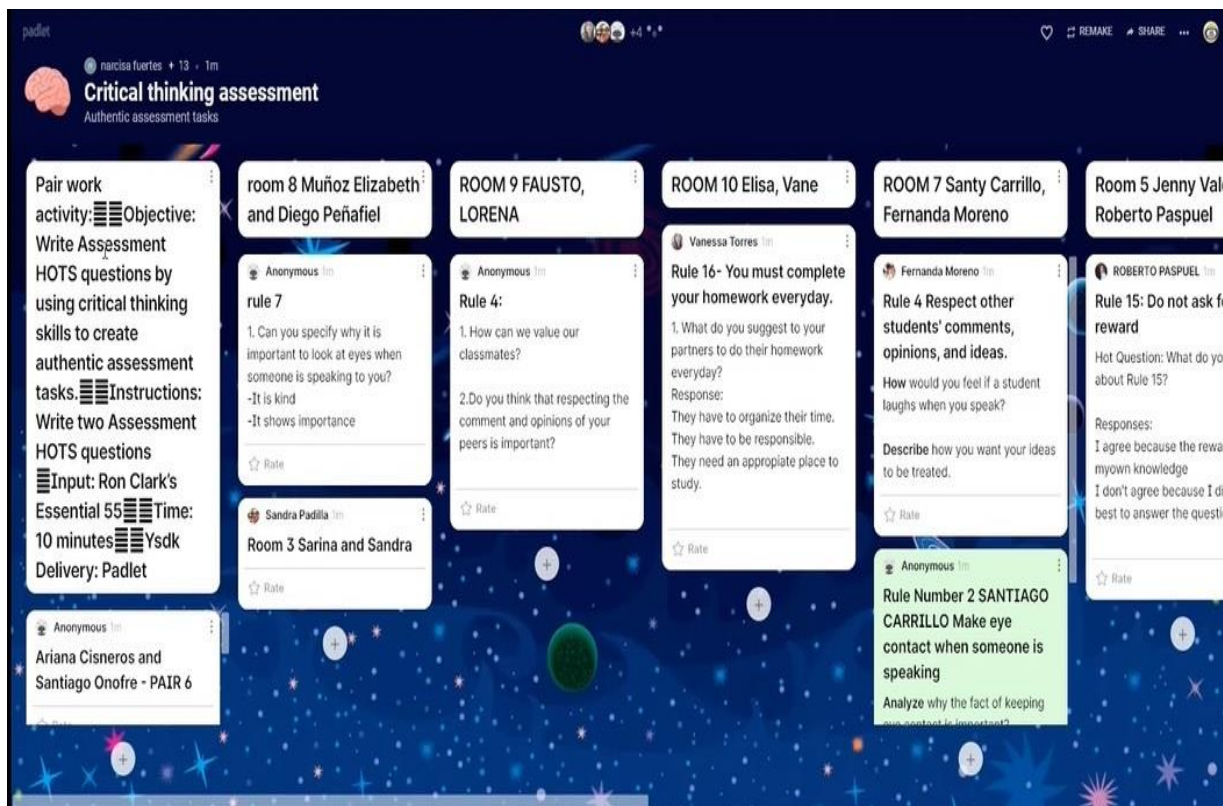 padlet
+4
REMAKE
SHARE
narcisa fuertes + 13 · 1m
Critical thinking assessment
Authentic assessment tasks
Pair work
activity:Objective:
Write Assessment
HOTS questions by
using critical thinking
skills to create
authentic assessment
tasks.Instructions:
Write two Assessment
HOTS questions
Input: Ron Clark's
Essential 55Time:
10 minutesYsdk
Delivery: Padlet
Anonymous 1m
Ariana Cisneros and
Santiago Onofre - PAIR 6
room 8 Muñoz Elizabeth
and Diego Peñafiel
Anonymous 1m
rule 7
1. Can you specify why it is
important to look at eyes when
someone is speaking to you?
-It is kind
-It shows importance
Rate
Sandra Padilla 1m
Room 3 Sarina and Sandra
Rate
ROOM 9 FAUSTO,
LORENA
Anonymous 1m
Rule 4:
1. How can we value our
classmates?
2.Do you think that respecting the
comment and opinions of your
peers is important?
Rate
ROOM 10 Elisa, Vane
Vanessa Torres 1m
Rule 16- You must complete
your homework everyday.
1. What do you suggest to your
partners to do their homework
everyday?
Response:
They have to organize their time.
They have to be responsible.
They need an appropiate place to
study.
Rate
ROOM 7 Santy Carrillo,
Fernanda Moreno
Fernanda Moreno 1m
Rule 4 Respect other
students' comments,
opinions, and ideas.
How would you feel if a student
laughs when you speak?
Describe how you want your ideas
to be treated.
Rate
Anonymous 1m
Rule Number 2 SANTIAGO
CARRILLO Make eye
contact when someone is
speaking
Analyze why the fact of keeping
eye contact is important?
Room 5 Jenny
Roberto Paspuel
ROBERTO PASPUEL 1m
Rule 15: Do not ask
reward
Hot Question: What do
about Rule 15?
Responses:
I agree because the
myown knowledge
I don't agree because I
best to answer the
Rate